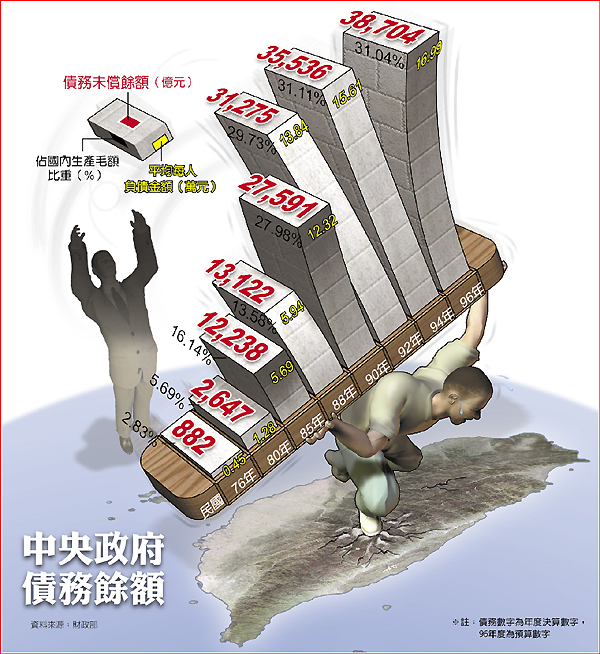 債務未償餘額（億元）
佔國內生產毛額
比重（%）
平均每人
負債金額（萬元）
38,704
31.04%
16.99
35,536
31.11%
15.61
31,275
29.73%
13.84
27,591
27.98%
12.32
13,122
13.58%
5.94
12,238
16.14%
5.69
2,647
5.69%
1.28
882
2.83%
0.45
民國 76年 80年 85年 88年 90年 92年 94年 96年
中央政府
債務餘額
資料來源：財政部
※註：債務數字為年度決算數字，
96年度為預算數字